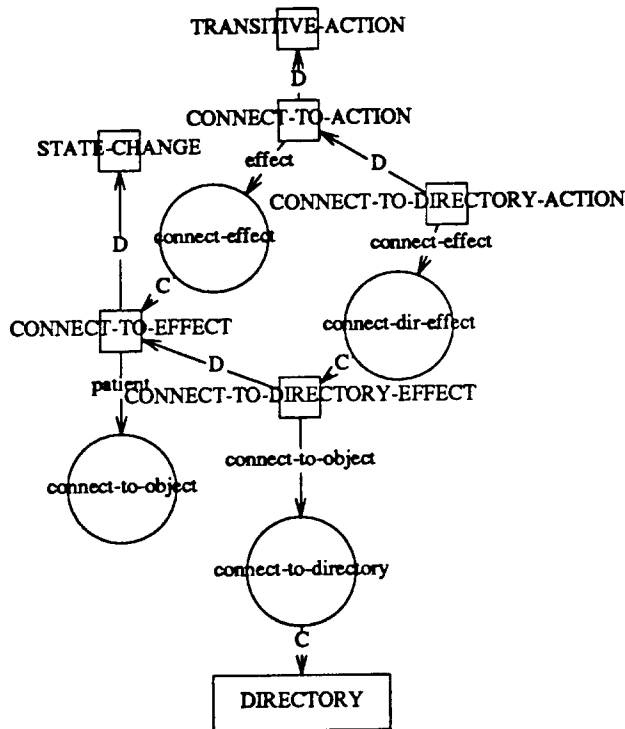 TRANSITIVE-ACTION
D
CONNECT-TO-ACTION
STATE-CHANGE
effect
D
CONNECT-TO-DIRECTORY-ACTION
connect-effect
connect-effect
D
C
connect-dir-effect
CONNECT-TO-EFFECT
D
C
patient
CONNECT-TO-DIRECTORY-EFFECT
connect-to-object
connect-to-object
connect-to-directory
C
DIRECTORY